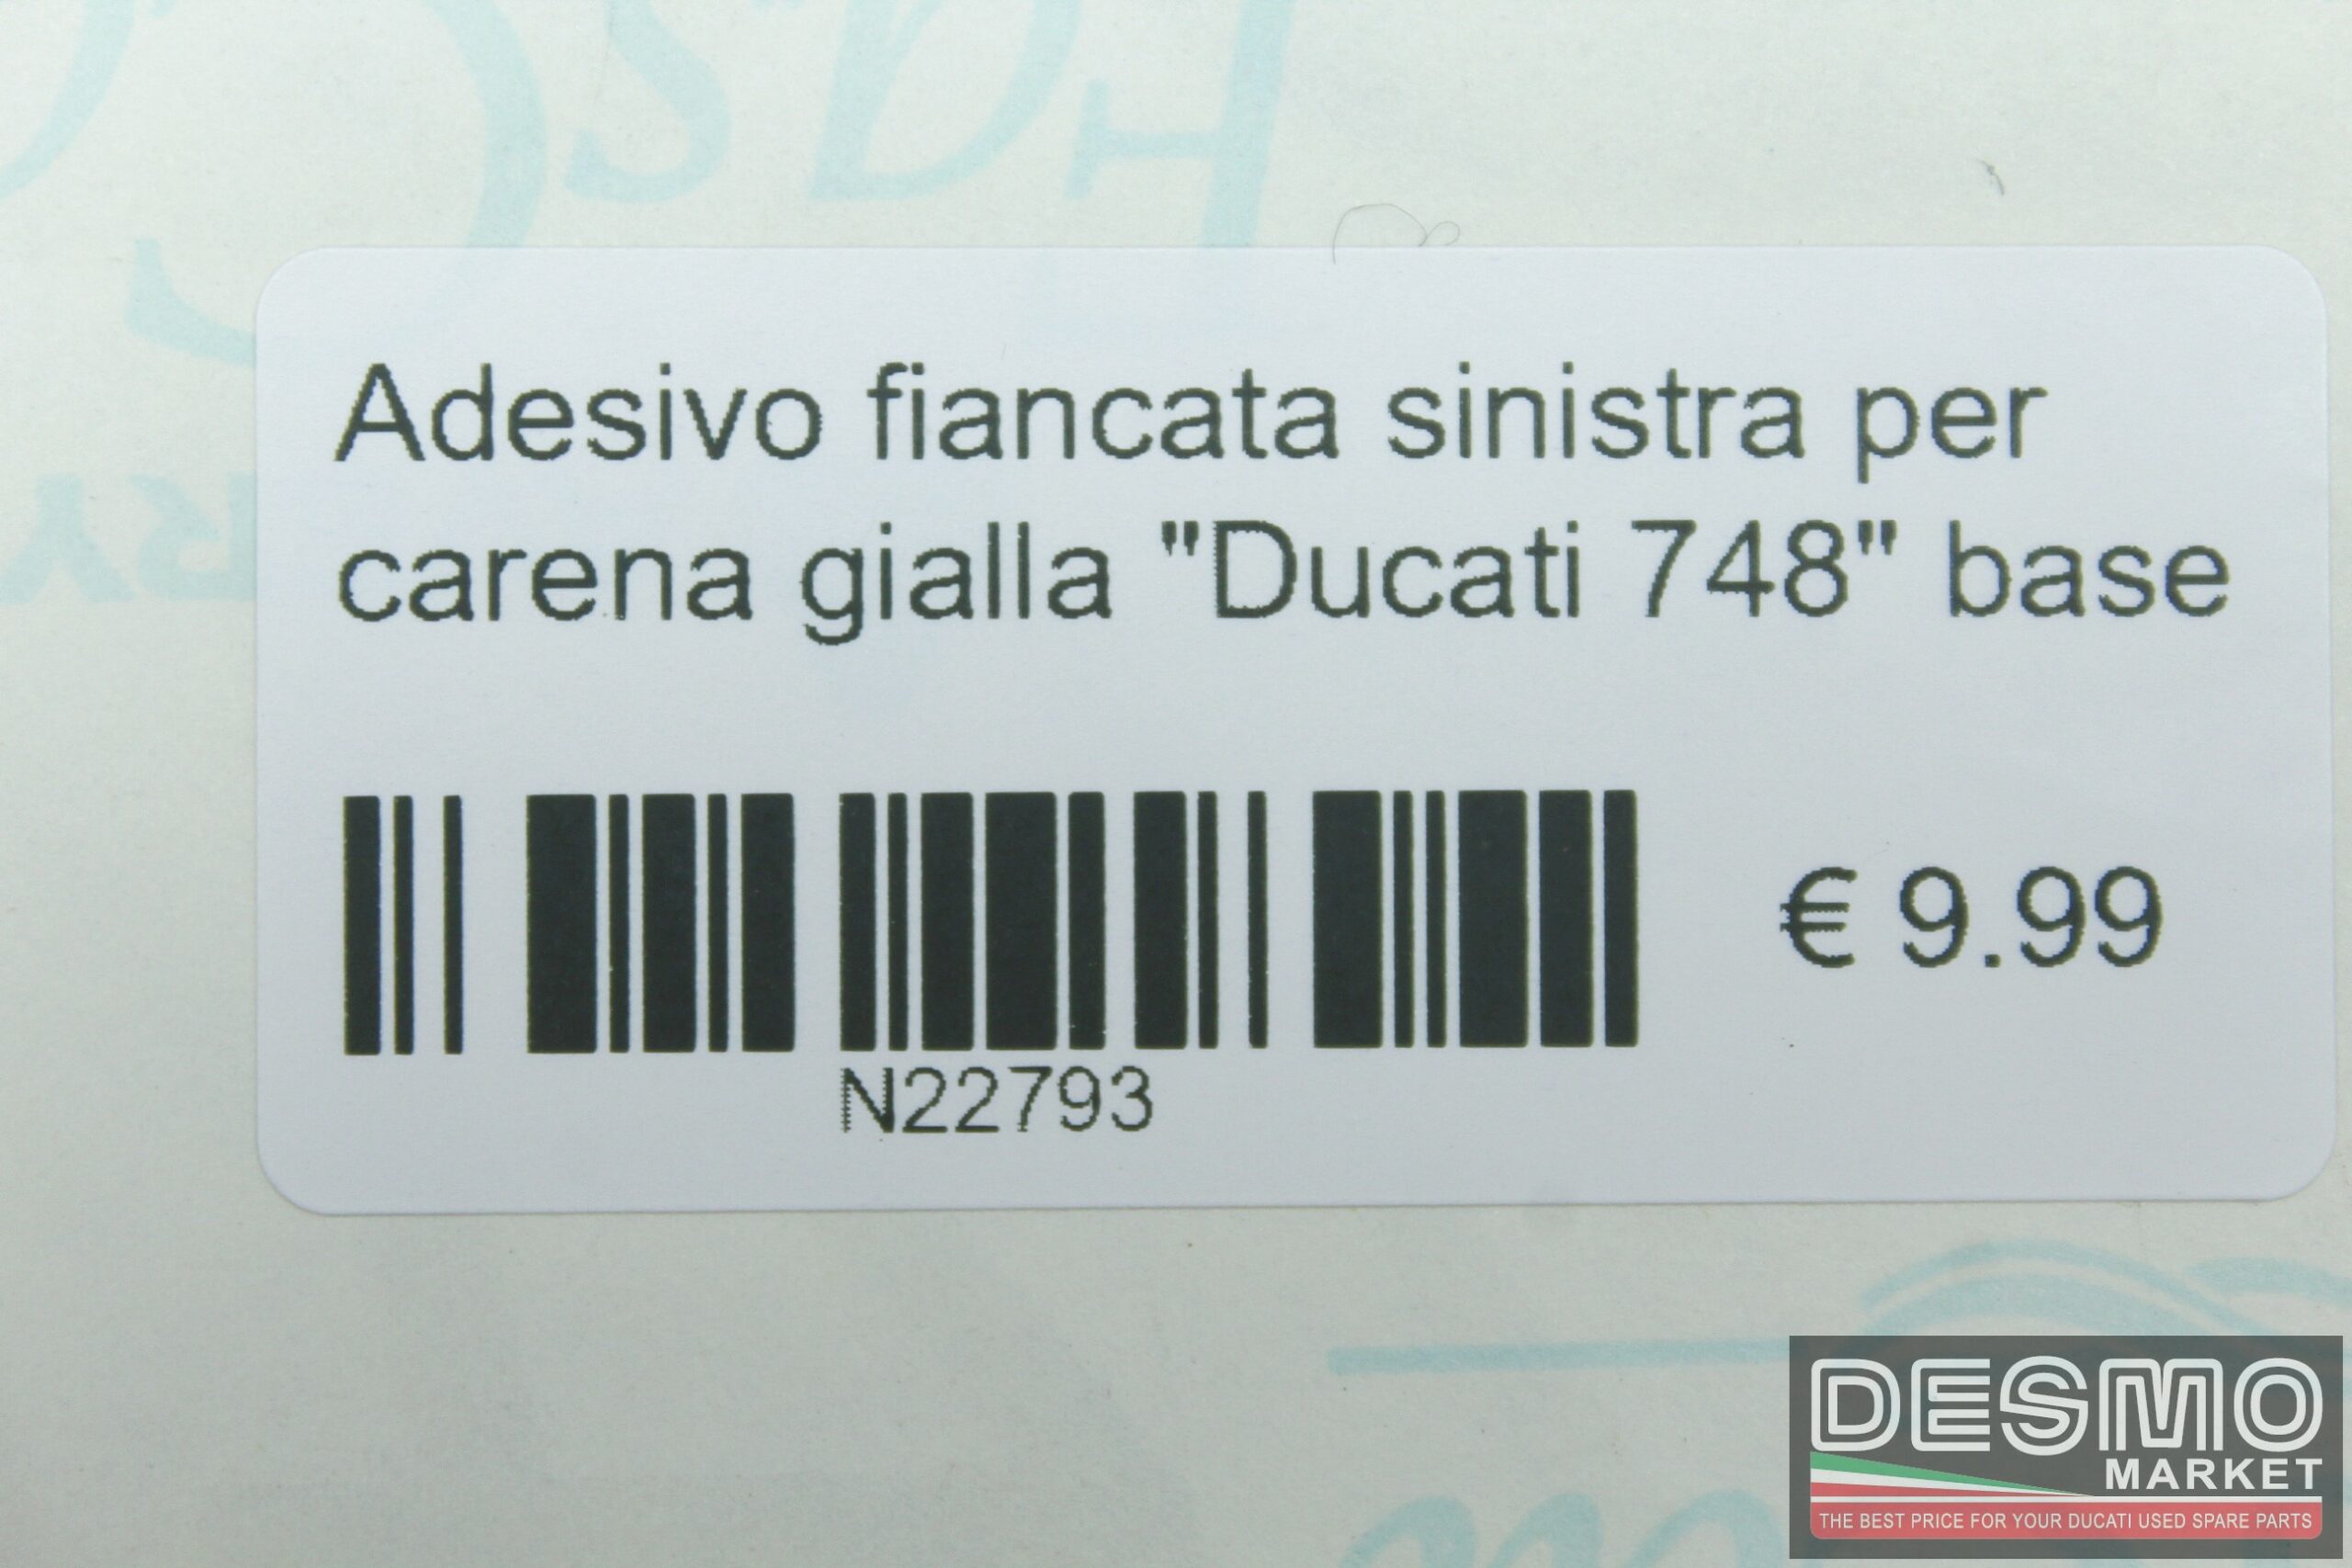 Adesivo fiancata sinistra per
carena gialla "Ducati 748" base
€ 9.99
N22793
DESMO
MARKET
THE BEST PRICE FOR YOUR DUCATI USED SPARE PARTS